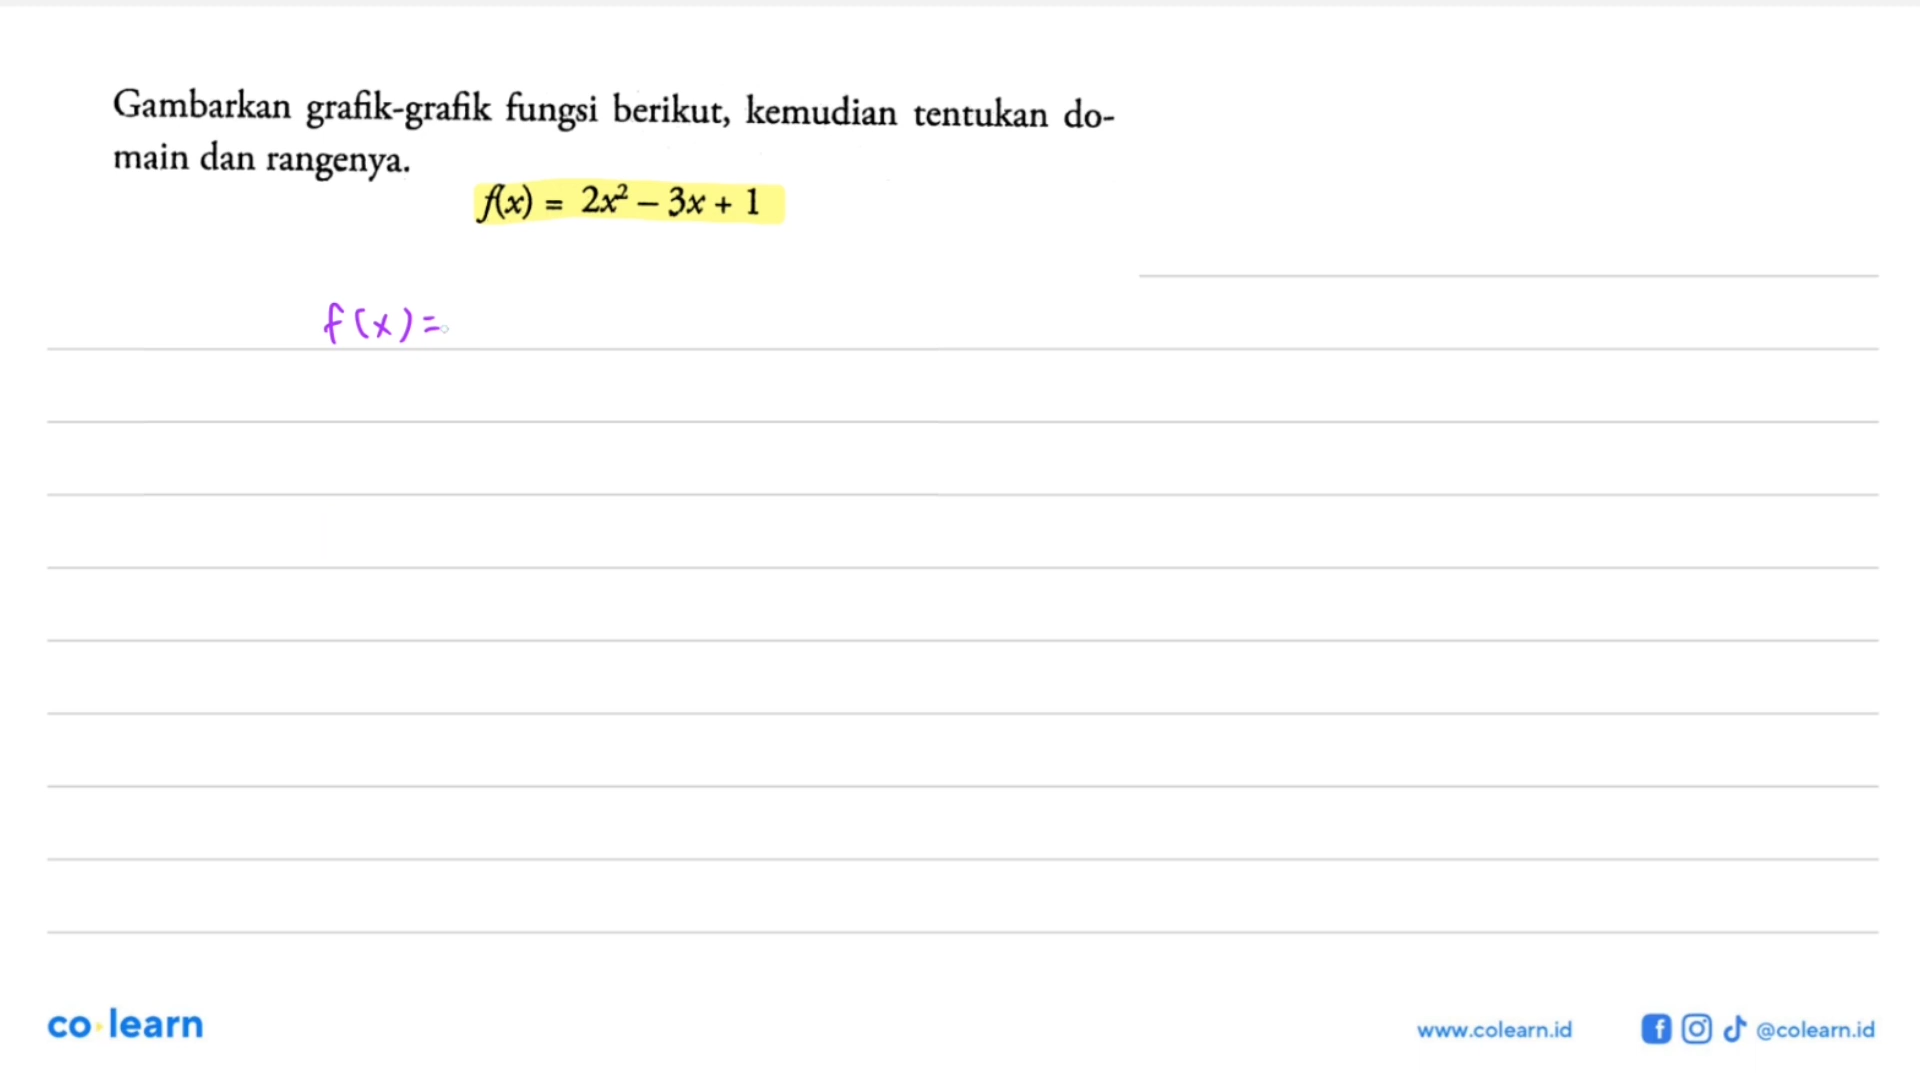 Gambarkan grafik-grafik fungsi berikut, kemudian tentukan do-
main dan rangenya.
f(x) = 2x² – 3x + 1
f(x)=
co learn
www.colearn.id
@colearn.id